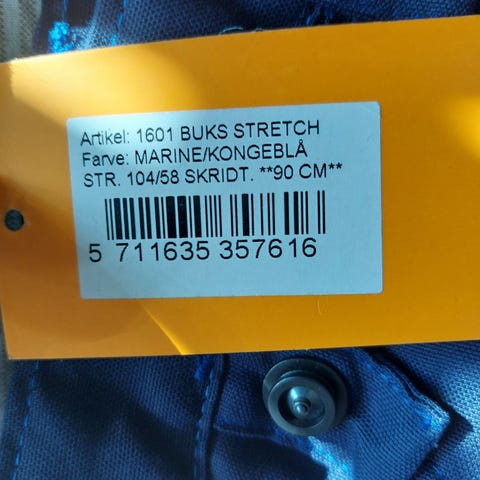 Artikel: 1601 BUKS STRETCH
Farve: MARINE/KONGEBLÅ
STR. 104/58 SKRIDT. **90 CM**
5 711635 357616